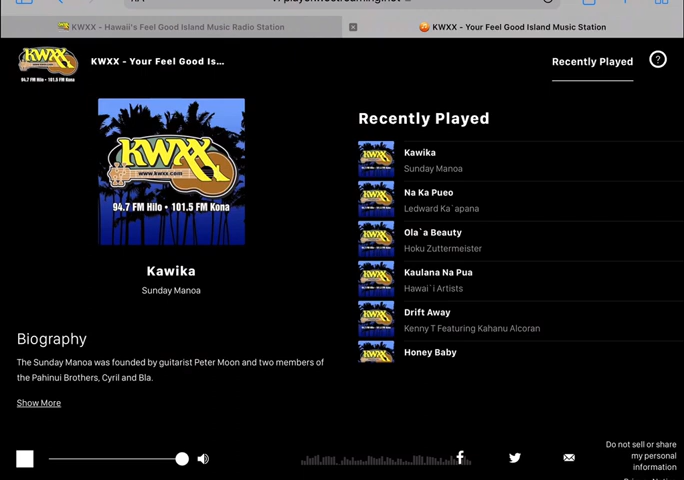 KWXX - Hawaii's Feel Good Island Music Radio Station
KWXX - Your Feel Good Island Music Station
KWXX
94.7 FM Hilo • 101.5 FM Kona
KWXX - Your Feel Good Is...
Recently Played
?
KWXX
www.kwxx.com
94.7 FM Hilo • 101.5 FM Kona
Kawika
Sunday Manoa
Biography
The Sunday Manoa was founded by guitarist Peter Moon and two members of
the Pahinui Brothers, Cyril and Bla.
Show More
Recently Played
Kawika
Sunday Manoa
Na Ka Pueo
Ledward Ka`apana
Ola`a Beauty
Hoku Zuttermeister
Kaulana Na Pua
Hawai`i Artists
Drift Away
Kenny T Featuring Kahanu Alcoran
Honey Baby
Do not sell or share
my personal
information